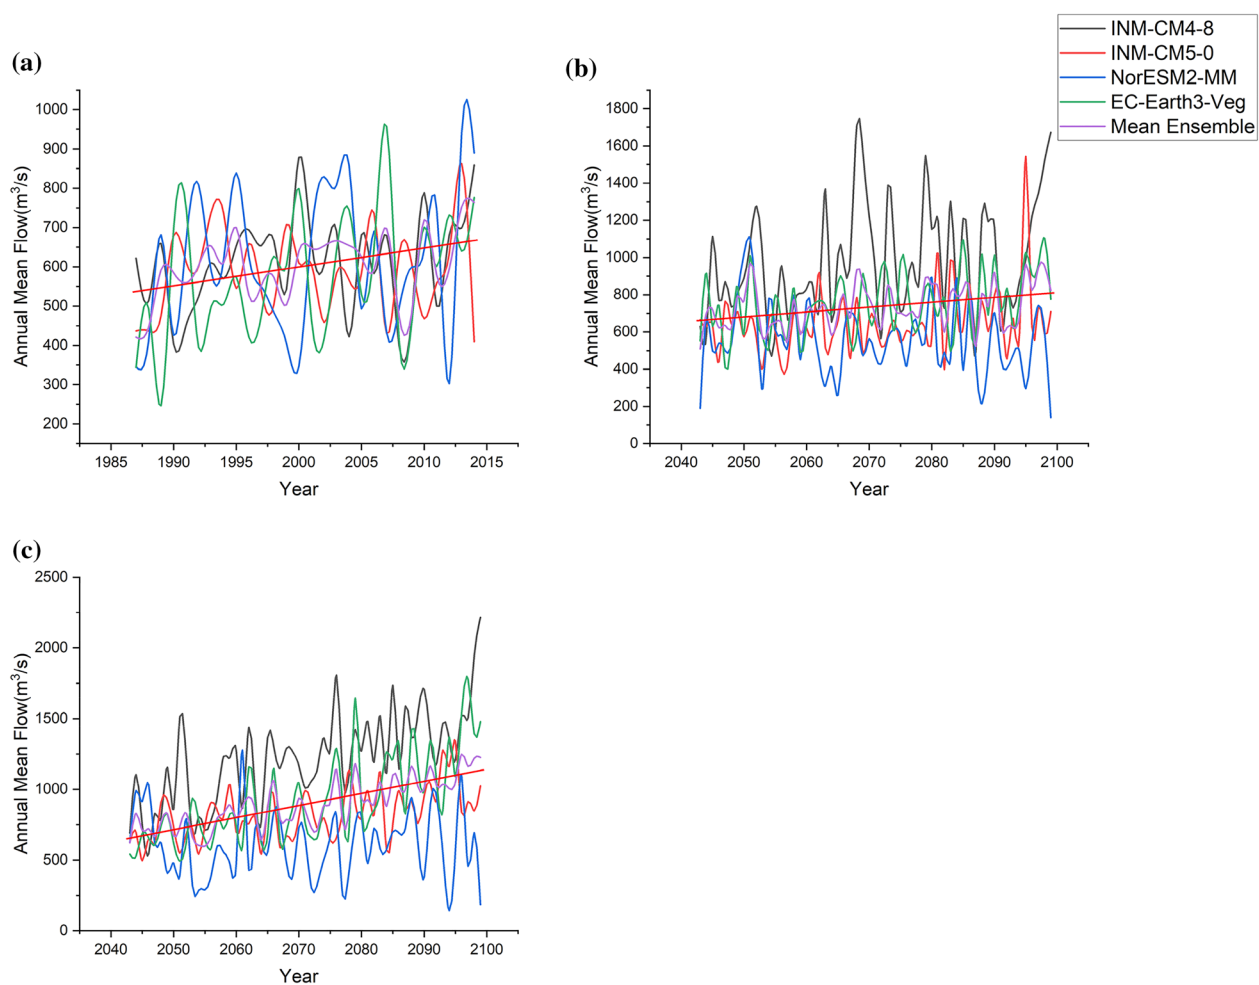 INM-CM4-8
INM-CM5-0
NorESM2-MM
EC-Earth3-Veg
Mean Ensemble
(a)
Annual Mean Flow(m³/s)
1000
900
800
700
600
500
400
300
200
1985 1990 1995 2000 2005 2010 2015
Year
(b)
Annual Mean Flow(m³/s)
1800
1600
1400
1200
1000
800
600
400
200
0
2040 2050 2060 2070 2080 2090 2100
Year
(c)
Annual Mean Flow(m³/s)
2500
2000
1500
1000
500
0
2040 2050 2060 2070 2080 2090 2100
Year